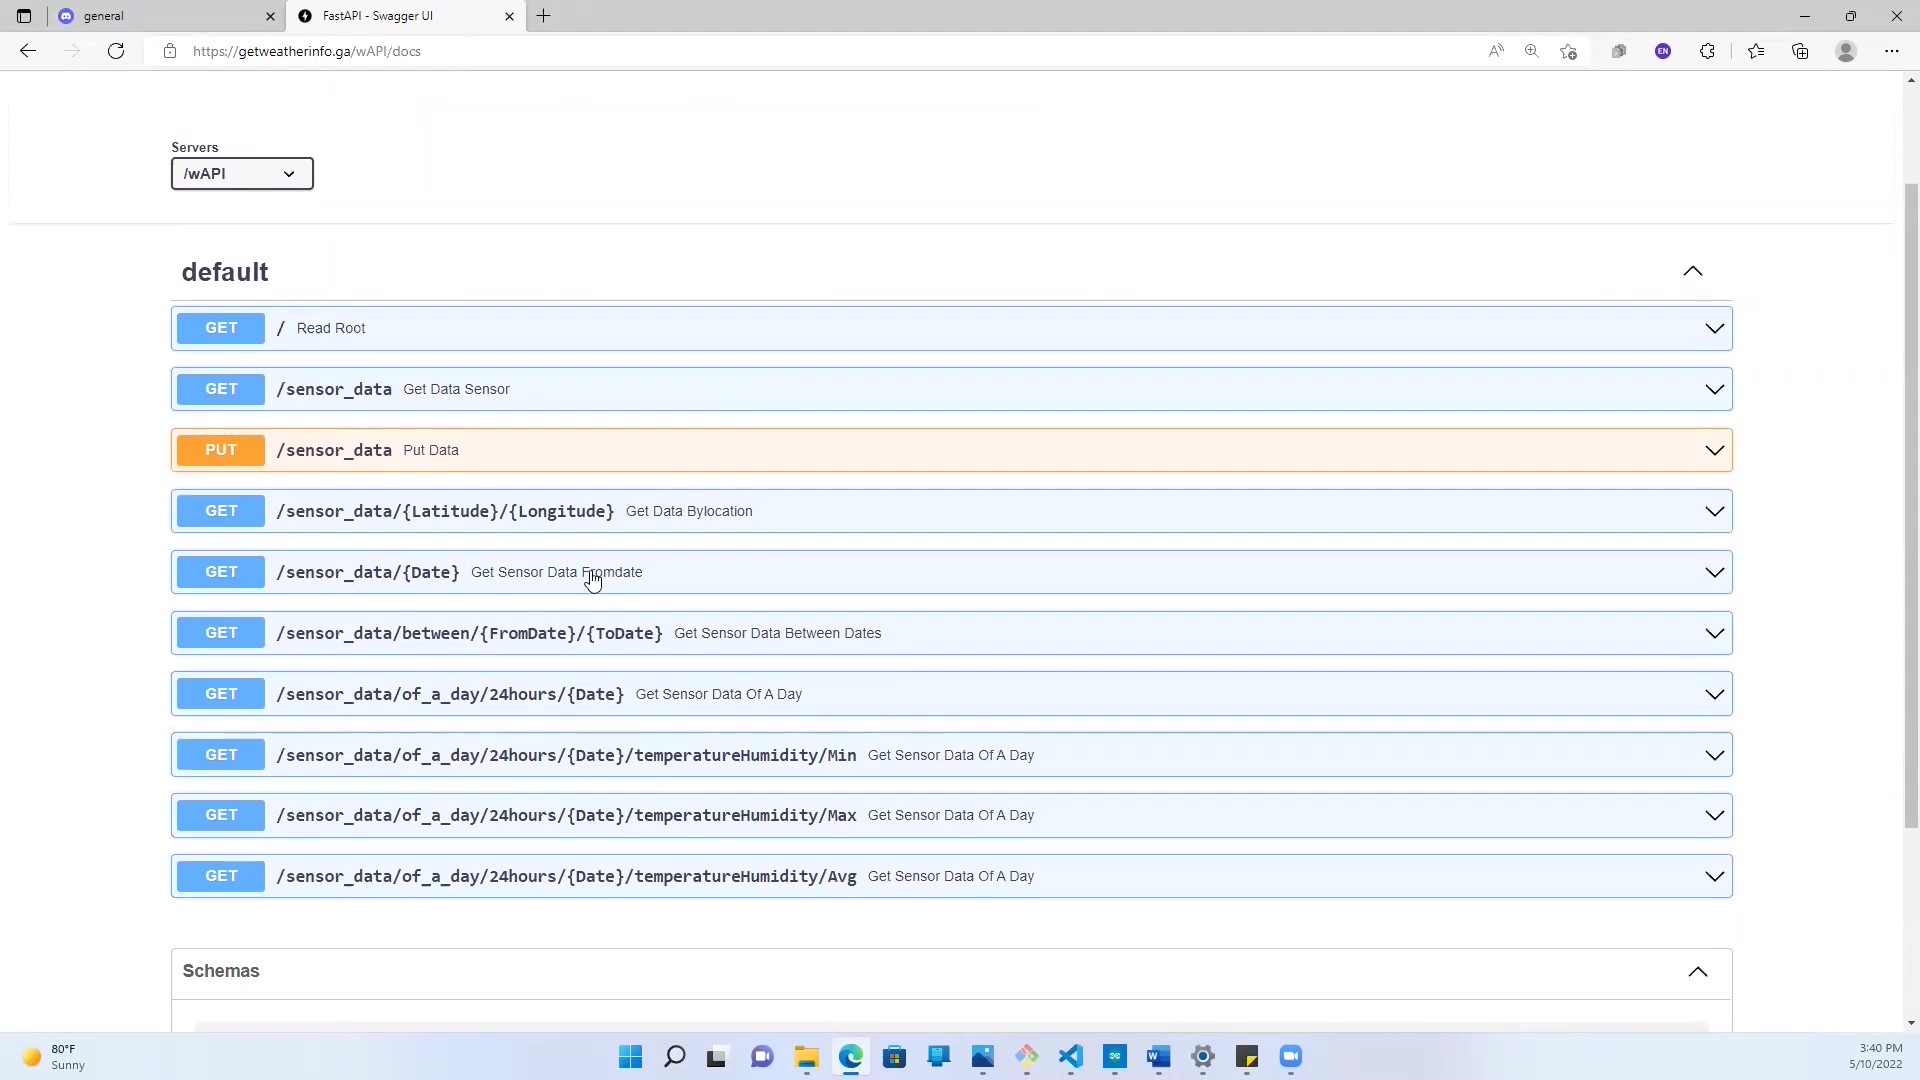 general
FastAPI - Swagger UI
https://getweatherinfo.ga/wAPI/docs
EN
Servers
/wAPI
default
GET / Read Root
GET /sensor_data Get Data Sensor
PUT /sensor_data Put Data
GET /sensor_data/{Latitude}/{Longitude} Get Data Bylocation
GET /sensor_data/{Date} Get Sensor Data Fromdate
GET /sensor_data/between/{FromDate}/{ToDate} Get Sensor Data Between Dates
GET /sensor_data/of_a_day/24hours/{Date} Get Sensor Data Of A Day
GET /sensor_data/of_a_day/24hours/{Date}/temperatureHumidity/Min Get Sensor Data Of A Day
GET /sensor_data/of_a_day/24hours/{Date}/temperatureHumidity/Max Get Sensor Data Of A Day
GET /sensor_data/of_a_day/24hours/{Date}/temperatureHumidity/Avg Get Sensor Data Of A Day
Schemas
80°F
Sunny
3:40 PM
5/10/2022